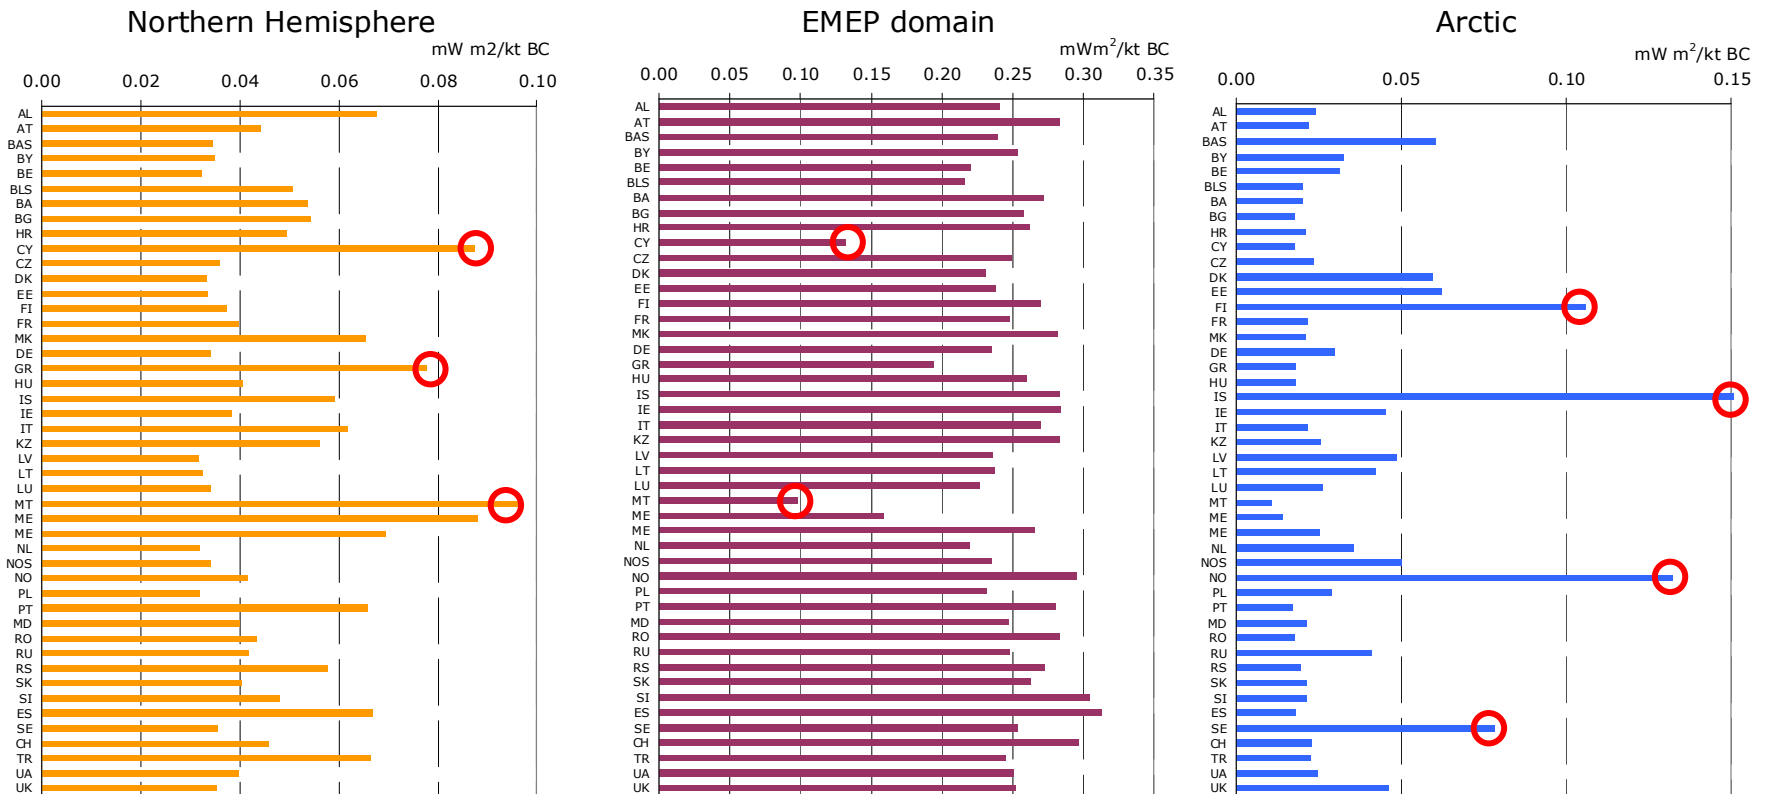 Northern Hemisphere
mW m2/kt BC
0.00 0.02 0.04 0.06 0.08 0.10
AL
AT
BAS
BY
BE
BLS
BA
BG
HR
CY
CZ
DK
EE
FI
FR
MK
DE
GR
HU
IS
IE
IT
KZ
LV
LT
LU
MT
ME
ME
NL
NOS
NO
PL
PT
MD
RO
RU
RS
SK
SI
ES
SE
CH
TR
UA
UK
EMEP domain
mWm²/kt BC
0.00 0.05 0.10 0.15 0.20 0.25 0.30 0.35
AL
AT
BAS
BY
BE
BLS
BA
BG
HR
CY
CZ
DK
EE
FI
FR
MK
DE
GR
HU
IS
IE
IT
KZ
LV
LT
LU
MT
ME
ME
NL
NOS
NO
PL
PT
MD
RO
RU
RS
SK
SI
ES
SE
CH
TR
UA
UK
Arctic
mW m²/kt BC
0.00 0.05 0.10 0.15
AL
AT
BAS
BY
BE
BLS
BA
BG
HR
CY
CZ
DK
EE
FI
FR
MK
DE
GR
HU
IS
IE
IT
KZ
LV
LT
LU
MT
ME
ME
NL
NOS
NO
PL
PT
MD
RO
RU
RS
SK
SI
ES
SE
CH
TR
UA
UK